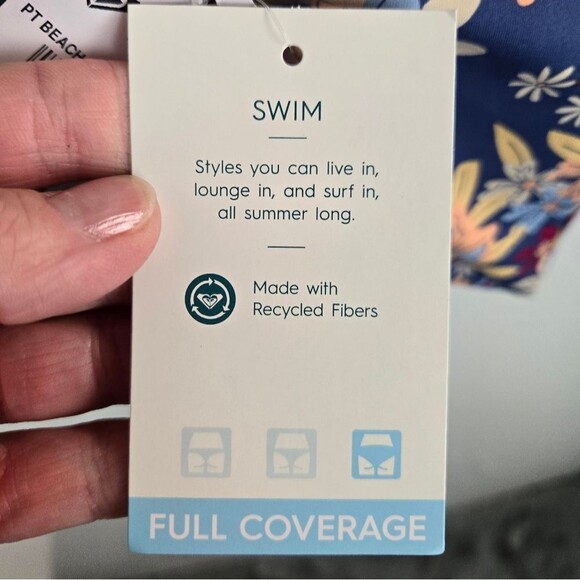 PT BEACH
SWIM
Styles you can live in,
lounge in, and surf in,
all summer long.
Made with
Recycled Fibers
FULL COVERAGE